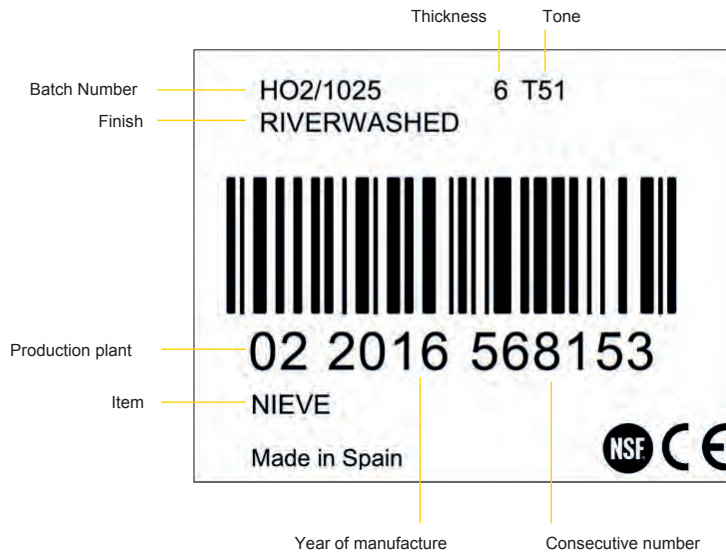 Thickness Tone
Batch Number HO2/1025 6 T51
Finish RIVERWASHED
Production plant 02 2016 568153
Item NIEVE
Made in Spain NSF CE
Year of manufacture Consecutive number